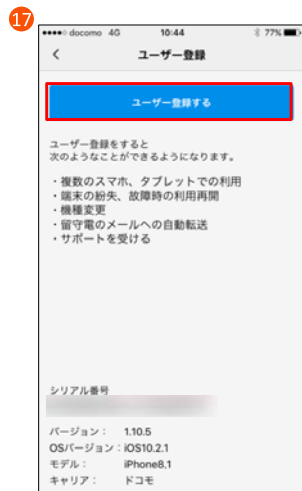 17
docomo 4G 10:44 77%
ユーザー登録
ユーザー登録する
ユーザー登録をすると
次のようなことができるようになります。
・複数のスマホ、タブレットでの利用
・端末の紛失、故障時の利用再開
・機種変更
・留守電のメールへの自動転送
・サポートを受ける
シリアル番号
バージョン： 1.10.5
OSバージョン：iOS10.2.1
モデル： iPhone8,1
キャリア： ドコモ